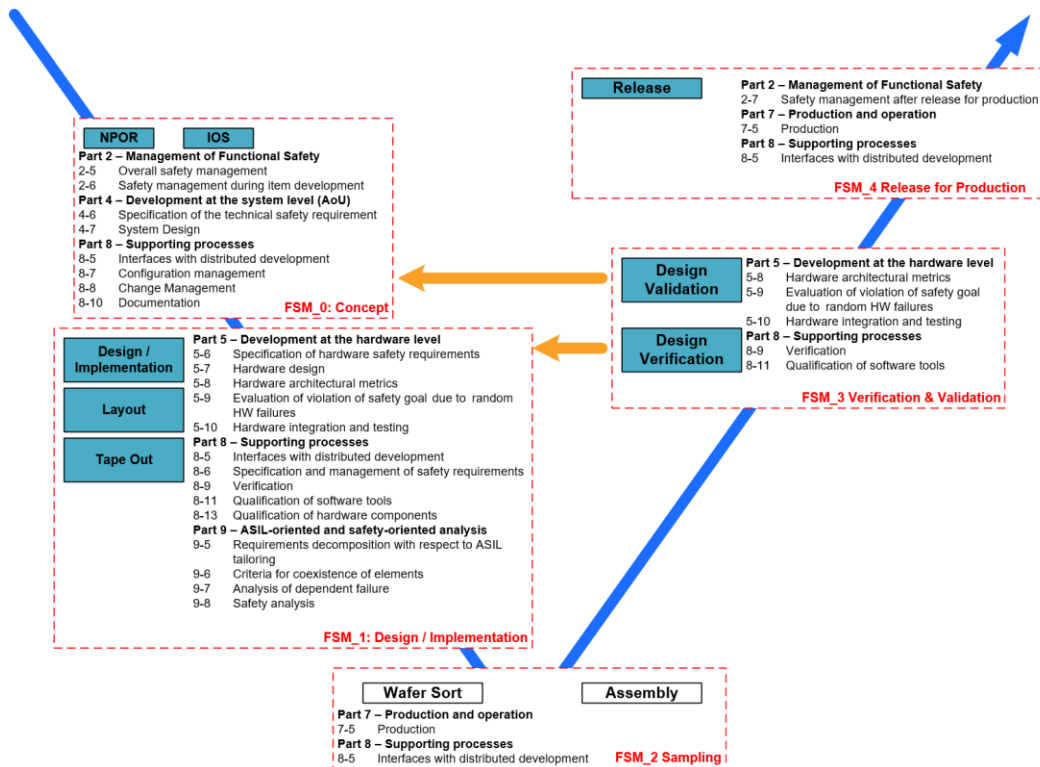 NPOR
IOS
Part 2 – Management of Functional Safety
2-5 Overall safety management
2-6 Safety management during item development
Part 4 – Development at the system level (AoU)
4-6 Specification of the technical safety requirement
4-7 System Design
Part 8 – Supporting processes
8-5 Interfaces with distributed development
8-7 Configuration management
8-8 Change Management
8-10 Documentation
FSM_0: Concept
Design /
Implementation
Layout
Tape Out
Part 5 – Development at the hardware level
5-6 Specification of hardware safety requirements
5-7 Hardware design
5-8 Hardware architectural metrics
5-9 Evaluation of violation of safety goal due to random
HW failures
5-10 Hardware integration and testing
Part 8 – Supporting processes
8-5 Interfaces with distributed development
8-6 Specification and management of safety requirements
8-9 Verification
8-11 Qualification of software tools
8-13 Qualification of hardware components
Part 9 – ASIL-oriented and safety-oriented analysis
9-5 Requirements decomposition with respect to ASIL
tailoring
9-6 Criteria for coexistence of elements
9-7 Analysis of dependent failure
9-8 Safety analysis
FSM_1: Design / Implementation
Wafer Sort
Assembly
Part 7 – Production and operation
7-5 Production
Part 8 – Supporting processes
8-5 Interfaces with distributed development
FSM_2 Sampling
Design
Validation
Design
Verification
Part 5 – Development at the hardware level
5-8 Hardware architectural metrics
5-9 Evaluation of violation of safety goal
due to random HW failures
5-10 Hardware integration and testing
Part 8 – Supporting processes
8-9 Verification
8-11 Qualification of software tools
FSM_3 Verification & Validation
Release
Part 2 – Management of Functional Safety
2-7 Safety management after release for production
Part 7 – Production and operation
7-5 Production
Part 8 – Supporting processes
8-5 Interfaces with distributed development
FSM_4 Release for Production